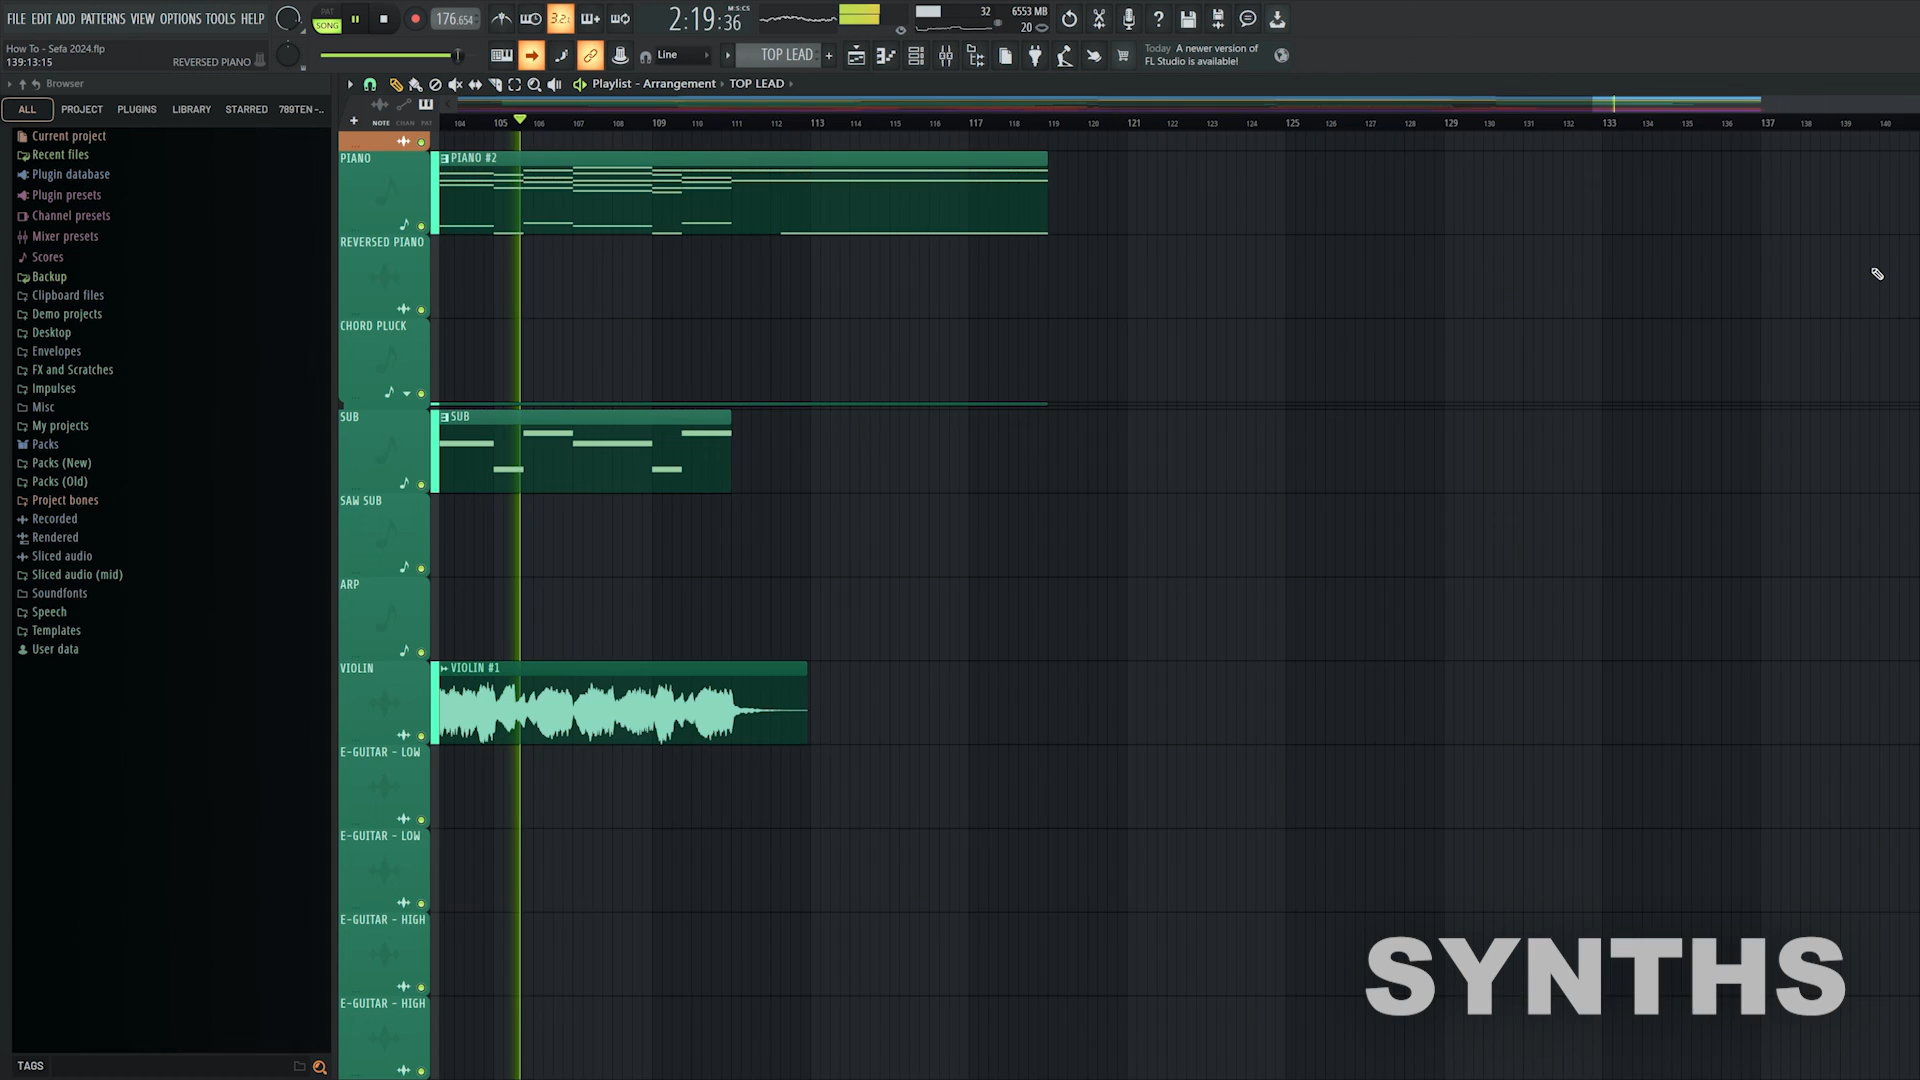 FILE EDIT ADD PATTERNS VIEW OPTIONS TOOLS HELP
PAT
SONG
176.654
3.2.1
2:19:36
M:S:CS
32
6553 MB
20
How To - Sefa 2024.flp
139:13:15
REVERSED PIANO
Line
TOP LEAD
+
Today A newer version of
FL Studio is available!
Browser
Playlist - Arrangement › TOP LEAD ›
ALL PROJECT PLUGINS LIBRARY STARRED 789TEN -..
NOTE CHAN PAT
104 105 106 107 108 109 110 111 112 113 114 115 116 117 118 119 120 121 122 123 124 125 126 127 128 129 130 131 132 133 134 135 136 137 138 139 140
Current project
Recent files
Plugin database
Plugin presets
Channel presets
Mixer presets
Scores
Backup
Clipboard files
Demo projects
Desktop
Envelopes
FX and Scratches
Impulses
Misc
My projects
Packs
Packs (New)
Packs (Old)
Project bones
Recorded
Rendered
Sliced audio
Sliced audio (mid)
Soundfonts
Speech
Templates
User data
TAGS
PIANO
PIANO #2
REVERSED PIANO
CHORD PLUCK
SUB
SUB
SAW SUB
ARP
VIOLIN
VIOLIN #1
E-GUITAR - LOW
E-GUITAR - LOW
E-GUITAR - HIGH
E-GUITAR - HIGH
SYNTHS